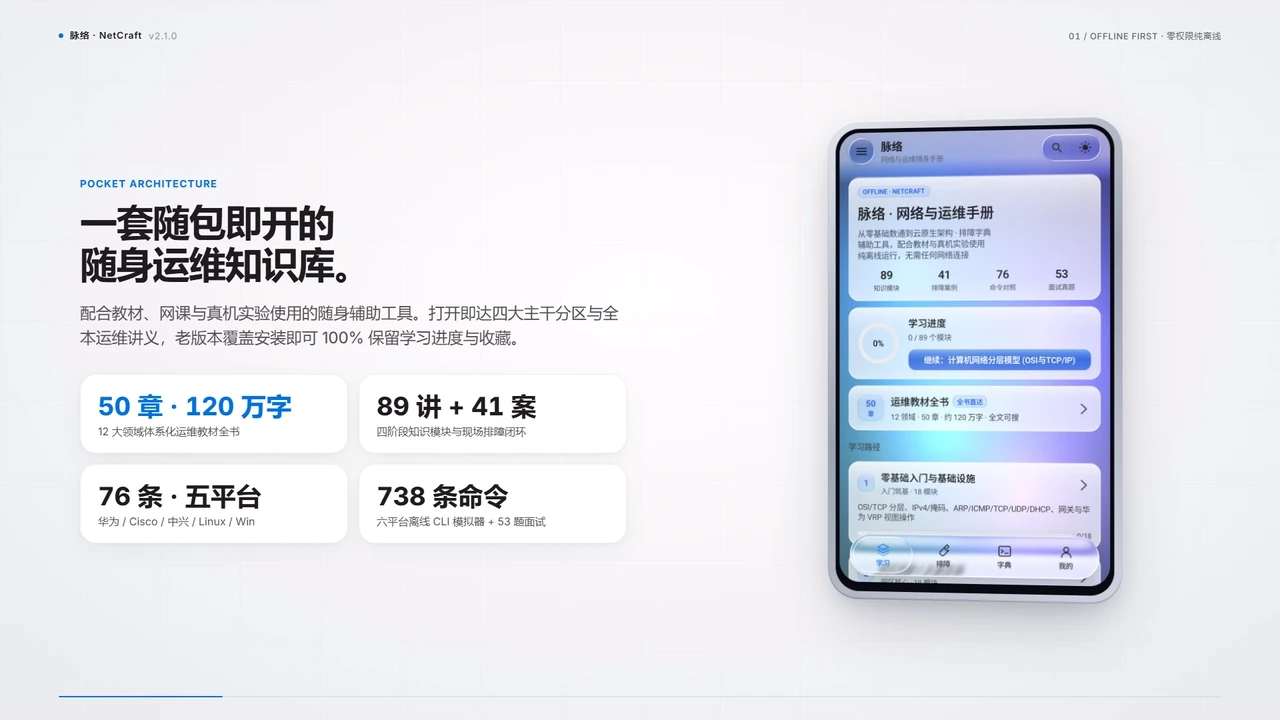 脉络 · NetCraft v2.1.0
01 / OFFLINE FIRST · 零权限纯离线
POCKET ARCHITECTURE
一套随包即开的
随身运维知识库。
配合教材、网课与真机实验使用的随身辅助工具。打开即达四大主干分区与全
本运维讲义，老版本覆盖安装即可 100% 保留学习进度与收藏。
50 章 · 120 万字
12 大领域体系化运维教材全书
89 讲 + 41 案
四阶段知识模块与现场排障闭环
76 条 · 五平台
华为 / Cisco / 中兴 / Linux / Win
738 条命令
六平台离线 CLI 模拟器 + 53 题面试
脉络
网络与运维随身手册
OFFLINE · NETCRAFT
脉络 · 网络与运维手册
从零基础数通到云原生架构 · 排障字典
辅助工具，配合教材与真机实验使用
纯离线运行，无需任何网络连接
89 41 76 53
知识模块 排障案例 命令对照 面试真题
学习进度
0%
0 / 89 个模块
继续：计算机网络分层模型 (OSI与TCP/IP)
50 章
运维教材全书 全书直达
12 领域 · 50 章 · 约 120 万字 · 全文可搜
学习路径
1
零基础入门与基础设施
入门筑基 · 18 模块
OSI/TCP 分层、IPv4/掩码、ARP/ICMP/TCP/UDP/DHCP、网关与华
为 VRP 视图操作
0/18
学习 排障 字典 我的